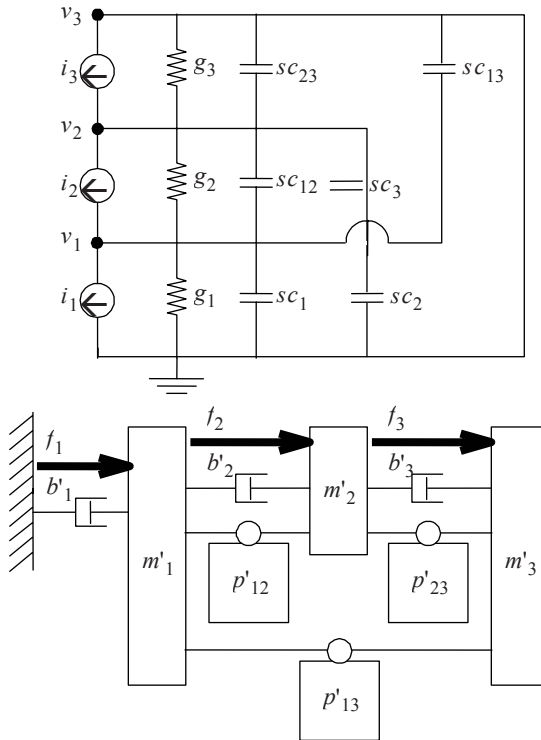 v3
i3 g3 sc23 sc13
v2
i2 g2 sc12 sc3
v1
i1 g1 sc1 sc2
f1 f2 f3
b'1 b'2 b'3
m'1 m'2 m'3
p'12 p'23
p'13